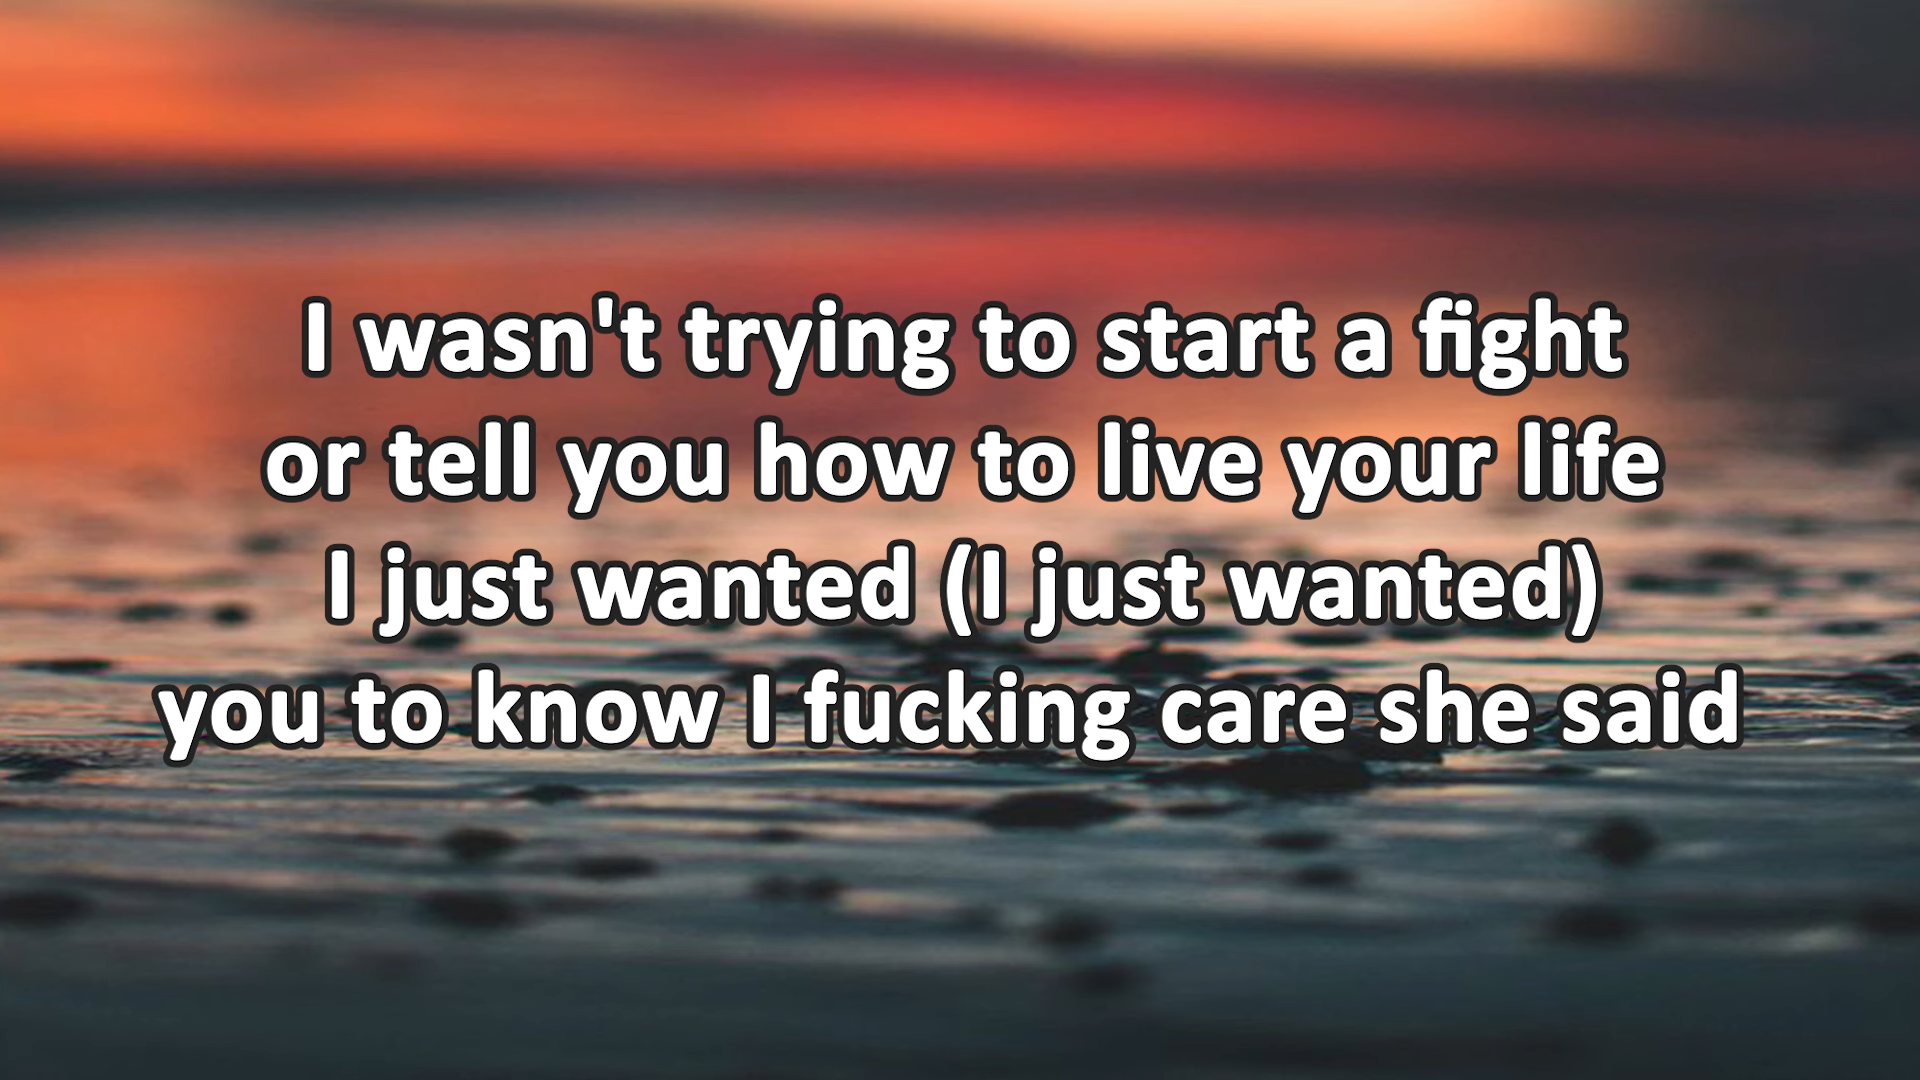 I wasn't trying to start a fight
or tell you how to live your life
I just wanted (I just wanted)
you to know I fucking care she said